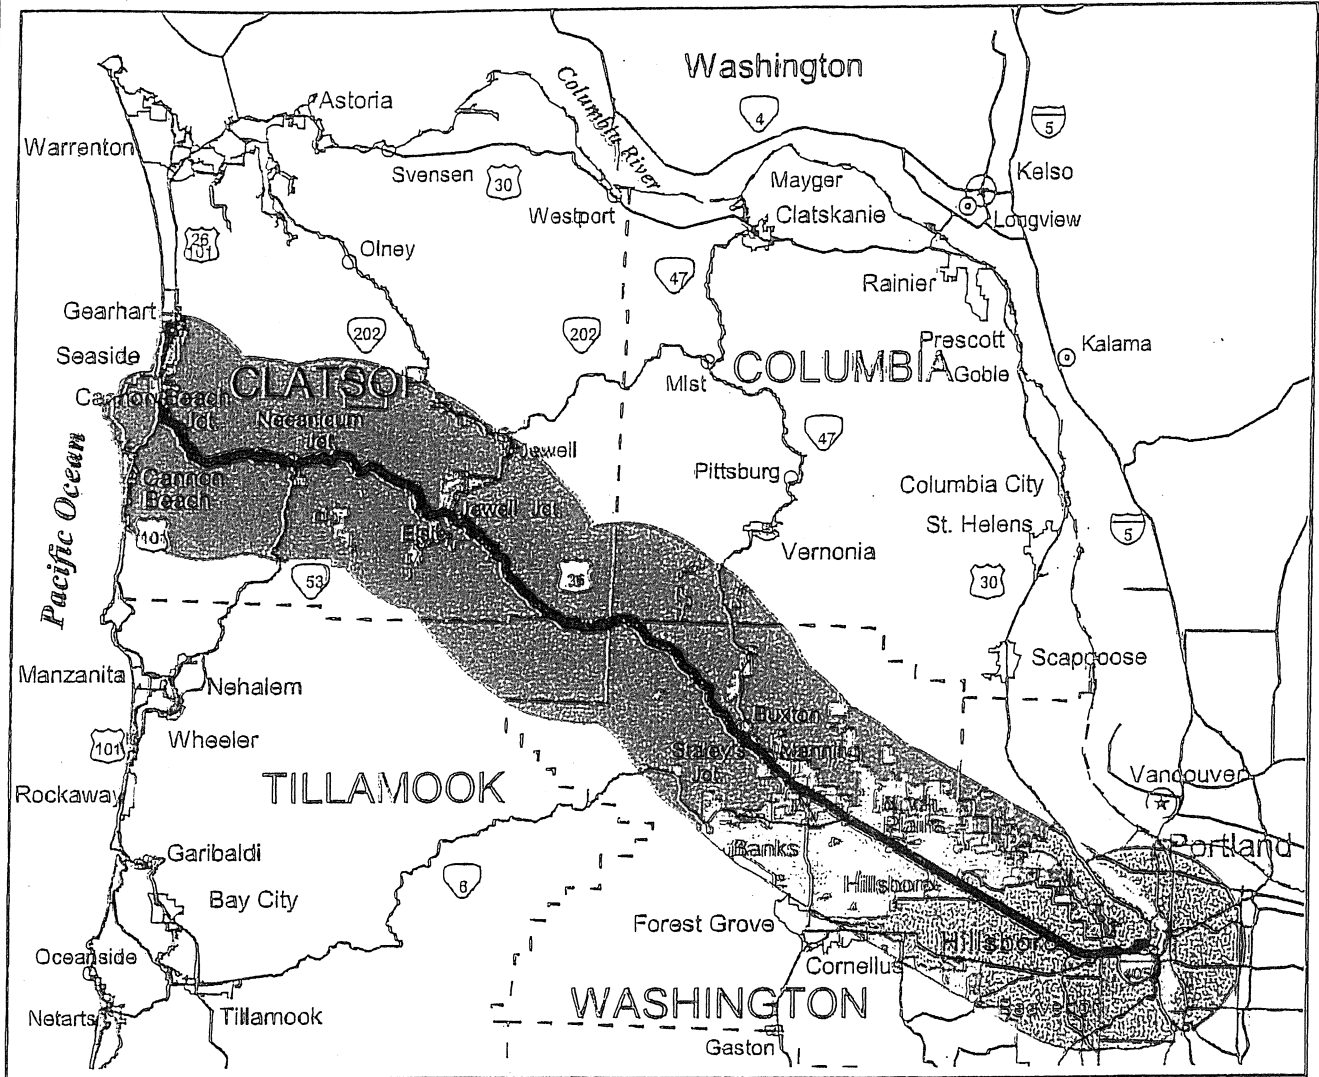 Washington
4
5
Columbia River
Astoria
Warrenton
Svensen
30
Westport
Mayger
Clatskanie
Kelso
Longview
26
101
Olney
47
Rainier
Gearhart
Seaside
202
202
Prescott
Goble
Kalama
COLUMBIA
Mist
Cannon Beach
Jct.
Necanicum
Jct.
Jewell
47
Pittsburg
Columbia City
St. Helens
5
Pacific Ocean
Cannon
Beach
101
Jewell Jct.
Elsie
Vernonia
30
53
Scappoose
Manzanita
Nehalem
101
Wheeler
Rockaway
TILLAMOOK
Buxton
Staley's
Jct.
Manning
Vancouver
Portland
Plains
Banks
Hillsboro
Garibaldi
Bay City
6
Forest Grove
Cornelius
Hillsboro
405
Beaverton
Oceanside
Netarts
Tillamook
WASHINGTON
Gaston